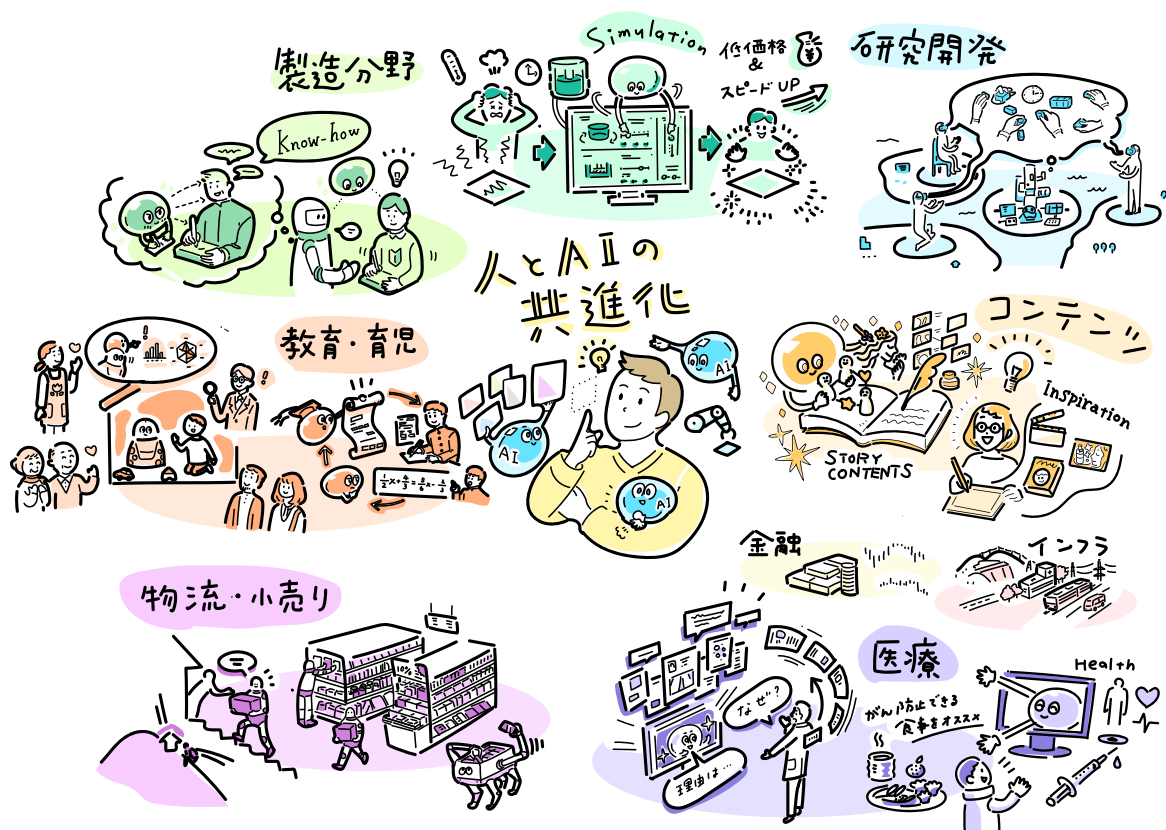 製造分野
Know-how
Simulation
低価格
&
スピードUP
¥
研究開発
人とAIの
共進化
AI
AI
AI
教育・育児
コンテンツ
Inspiration
STORY
CONTENTS
物流・小売り
10%
金融
インフラ
医療
Health
なぜ?
理由は…
がん防止できる
食事をオススメ